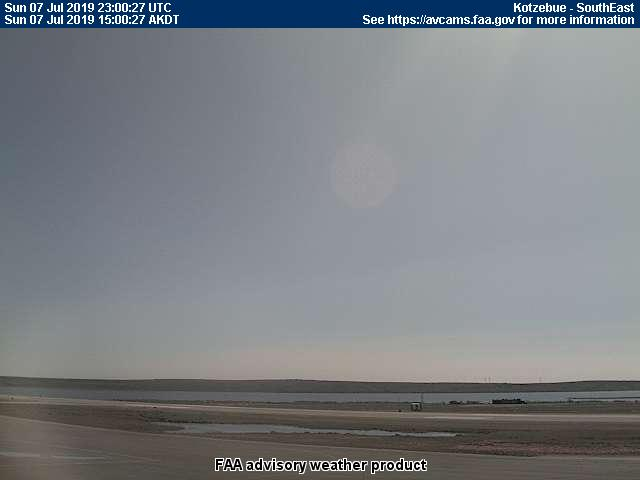 Sun 07 Jul 2019 23:00:27 UTC
Kotzebue - SouthEast
Sun 07 Jul 2019 15:00:27 AKDT
See https://avcams.faa.gov for more information
FAA advisory weather product